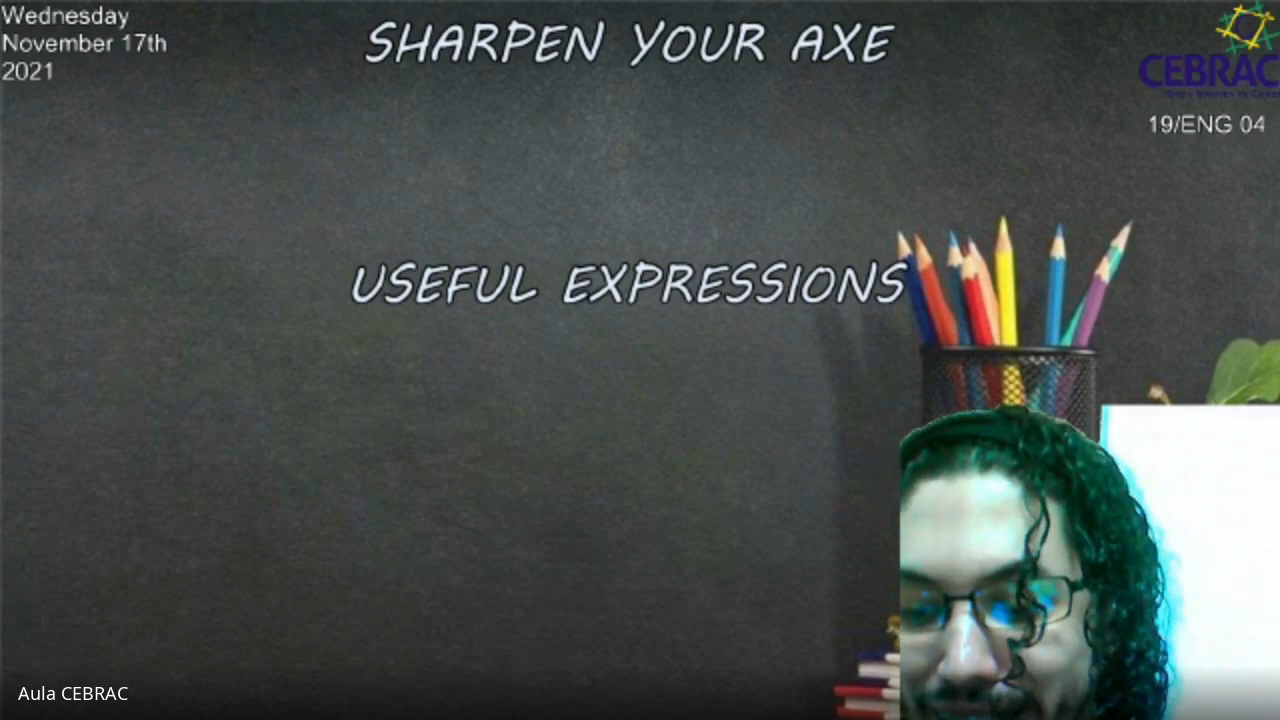 Wednesday
November 17th
2021
SHARPEN YOUR AXE
CEBRAC
19/ENG 04
USEFUL EXPRESSIONS
Aula CEBRAC